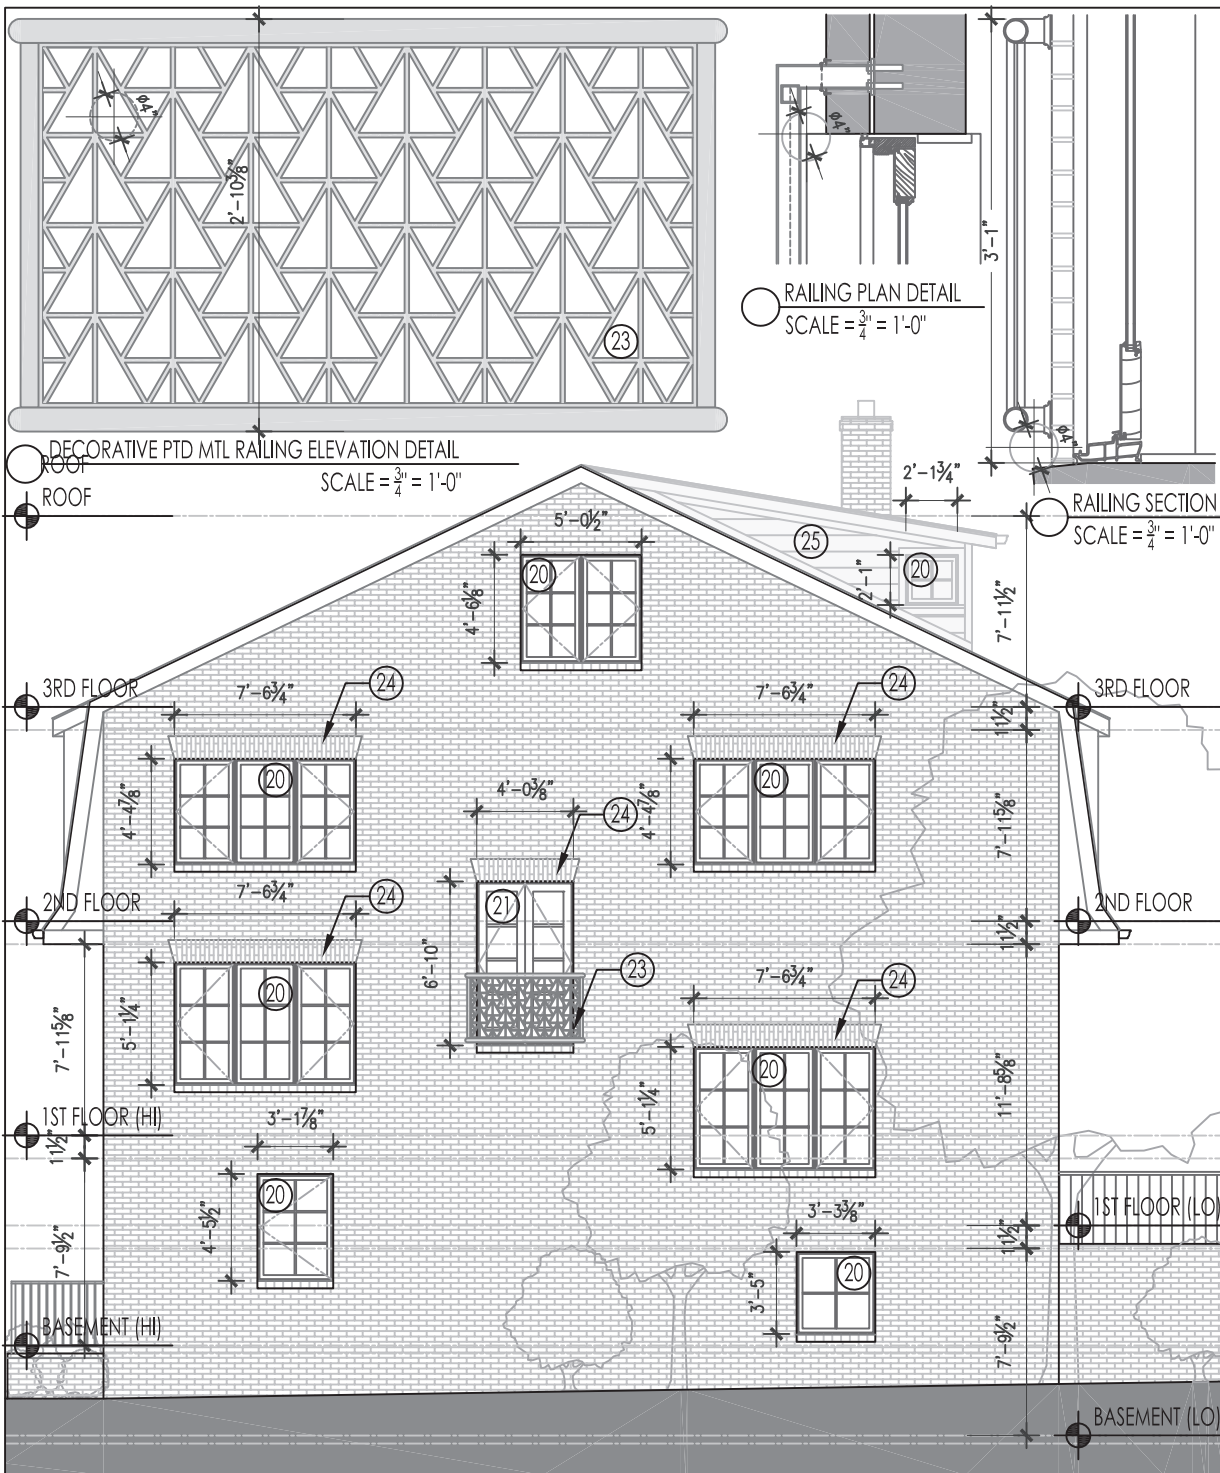 ø4"
2'-10⅜"
23
DECORATIVE PTD MTL RAILING ELEVATION DETAIL
SCALE = ¾" = 1'-0"
ø4"
RAILING PLAN DETAIL
SCALE = ¾" = 1'-0"
3'-1"
ø4"
RAILING SECTION
SCALE = ¾" = 1'-0"
ROOF
ROOF
5'-0½"
20
4'-6⅛"
25
2'-1¾"
2'-1"
20
7'-11½"
3RD FLOOR
7'-6¾"
24
7'-6¾"
24
3RD FLOOR
11½"
4'-4⅞"
20
4'-0⅜"
24
4'-4⅞"
20
7'-11⅝"
2ND FLOOR
7'-6¾"
24
21
2ND FLOOR
11½"
7'-11⅝"
5'-1¼"
20
6'-10"
23
7'-6¾"
24
5'-1¼"
20
11'-8⅝"
1ST FLOOR (HI)
11½"
3'-1⅞"
20
4'-5½"
7'-9½"
3'-3⅜"
20
3'-5"
1ST FLOOR (LO)
11½"
7'-9½"
BASEMENT (HI)
BASEMENT (LO)